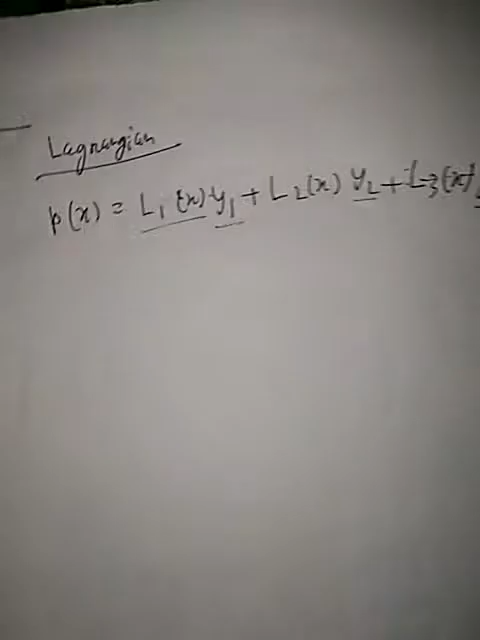 Lagrangian
p(x) = L₁(x) y₁ + L₂(x) y₂ + L₃(x)